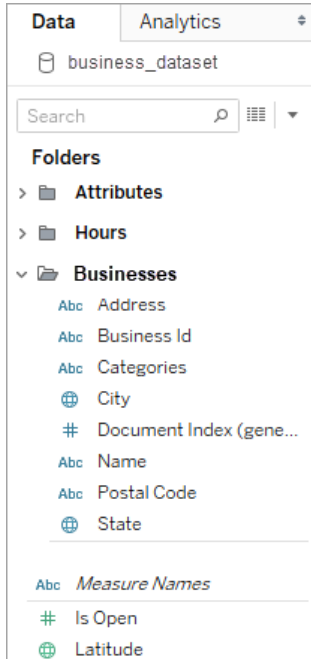 Data Analytics
business_dataset
Search
Folders
Attributes
Hours
Businesses
Abc Address
Abc Business Id
Abc Categories
City
# Document Index (gene...
Abc Name
Abc Postal Code
State
Abc Measure Names
# Is Open
Latitude